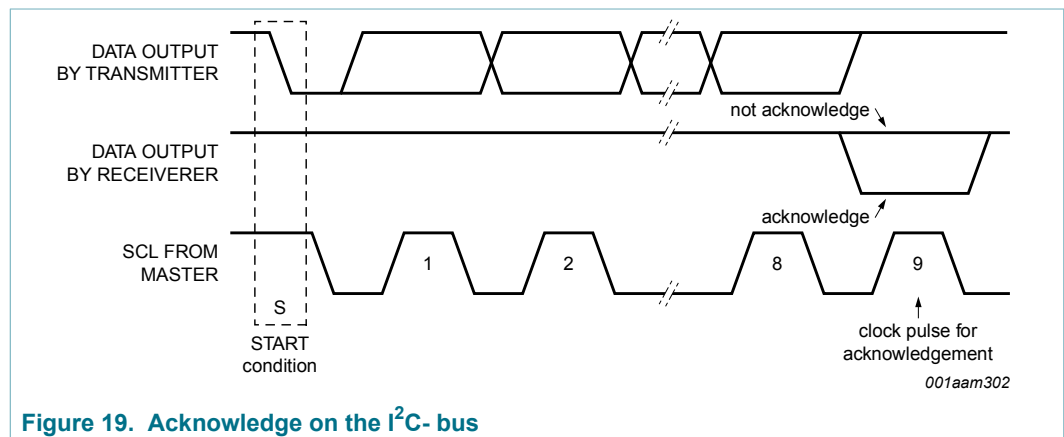 DATA OUTPUT
BY TRANSMITTER
not acknowledge
DATA OUTPUT
BY RECEIVERER
acknowledge
SCL FROM
MASTER
1
2
8
9
S
START
condition
clock pulse for
acknowledgement
001aam302
Figure 19. Acknowledge on the I²C- bus